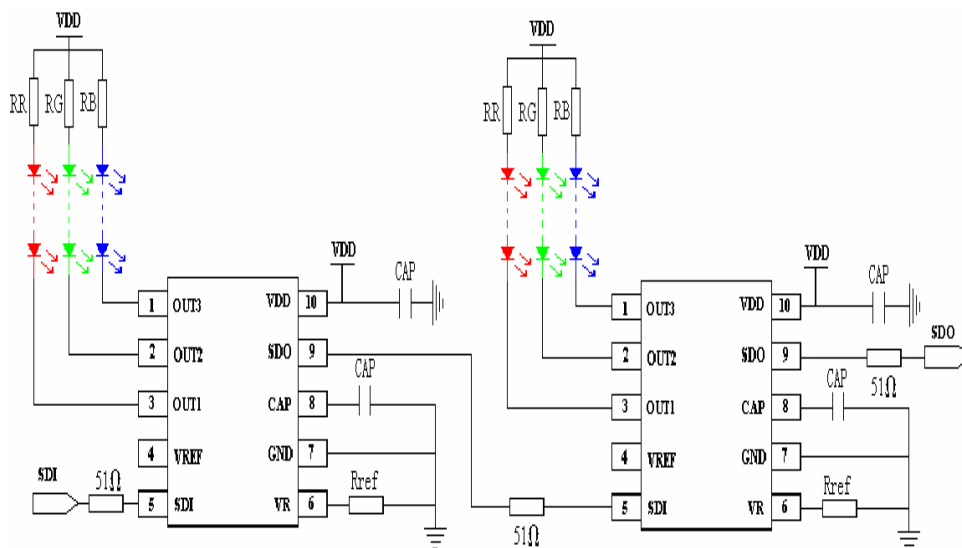 VDD
RR RG RB
VDD
CAP
1 OUT3 VDD 10
2 OUT2 SDO 9
CAP
3 OUT1 CAP 8
4 VREF GND 7
SDI
51Ω
5 SDI VR 6
Rref
51Ω
VDD
RR RG RB
VDD
CAP
1 OUT3 VDD 10
SDO
2 OUT2 SDO 9
51Ω
CAP
3 OUT1 CAP 8
4 VREF GND 7
5 SDI VR 6
Rref